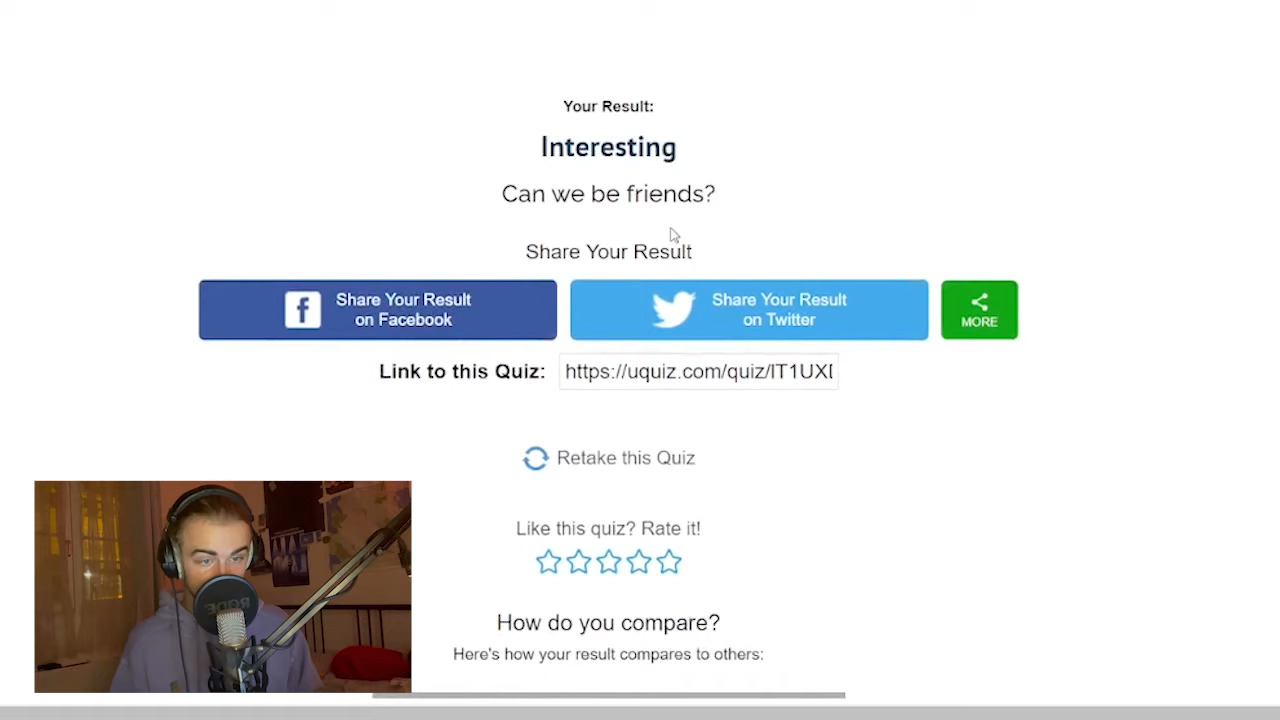 Your Result:
Interesting
Can we be friends?
Share Your Result
Share Your Result
on Facebook
Share Your Result
on Twitter
MORE
Link to this Quiz:
https://uquiz.com/quiz/IT1UX
Retake this Quiz
Like this quiz? Rate it!
How do you compare?
Here's how your result compares to others:
RODE